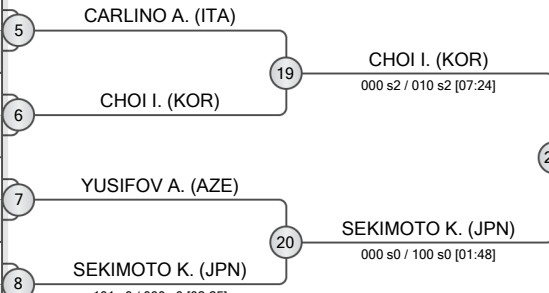 CARLINO A. (ITA)
5
19
CHOI I. (KOR)
000 s2 / 010 s2 [07:24]
CHOI I. (KOR)
6
2
YUSIFOV A. (AZE)
7
20
SEKIMOTO K. (JPN)
000 s0 / 100 s0 [01:48]
SEKIMOTO K. (JPN)
8